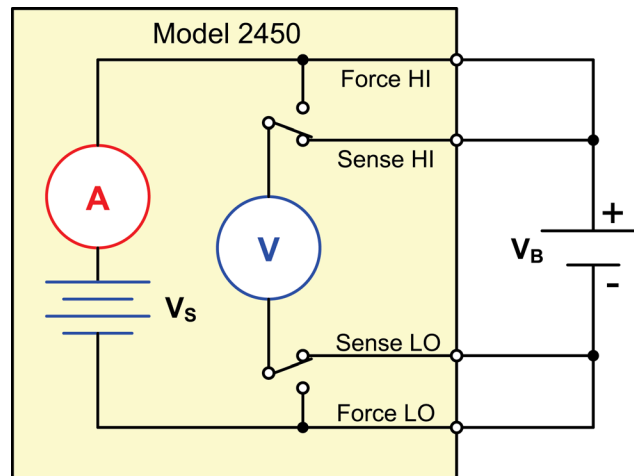 Model 2450
Force HI
Sense HI
A
V
VS
+
VB
-
Sense LO
Force LO